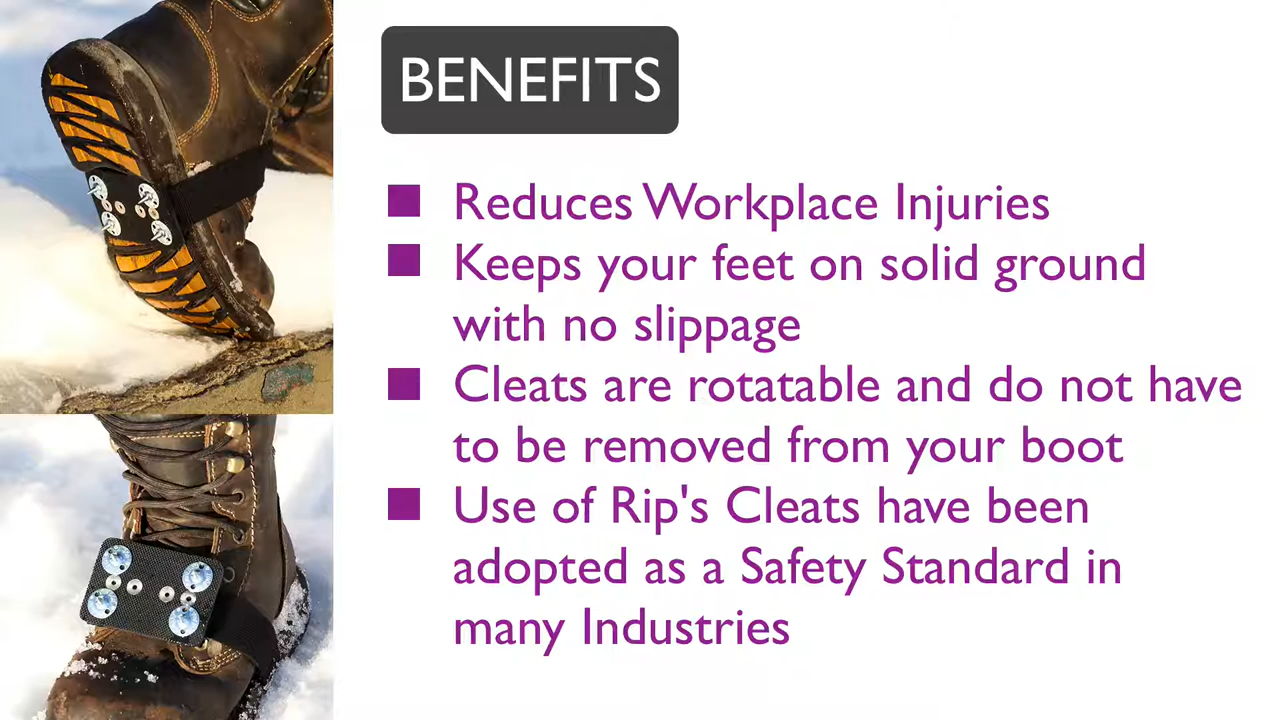 BENEFITS
Reduces Workplace Injuries
Keeps your feet on solid ground
with no slippage
Cleats are rotatable and do not have
to be removed from your boot
Use of Rip's Cleats have been
adopted as a Safety Standard in
many Industries